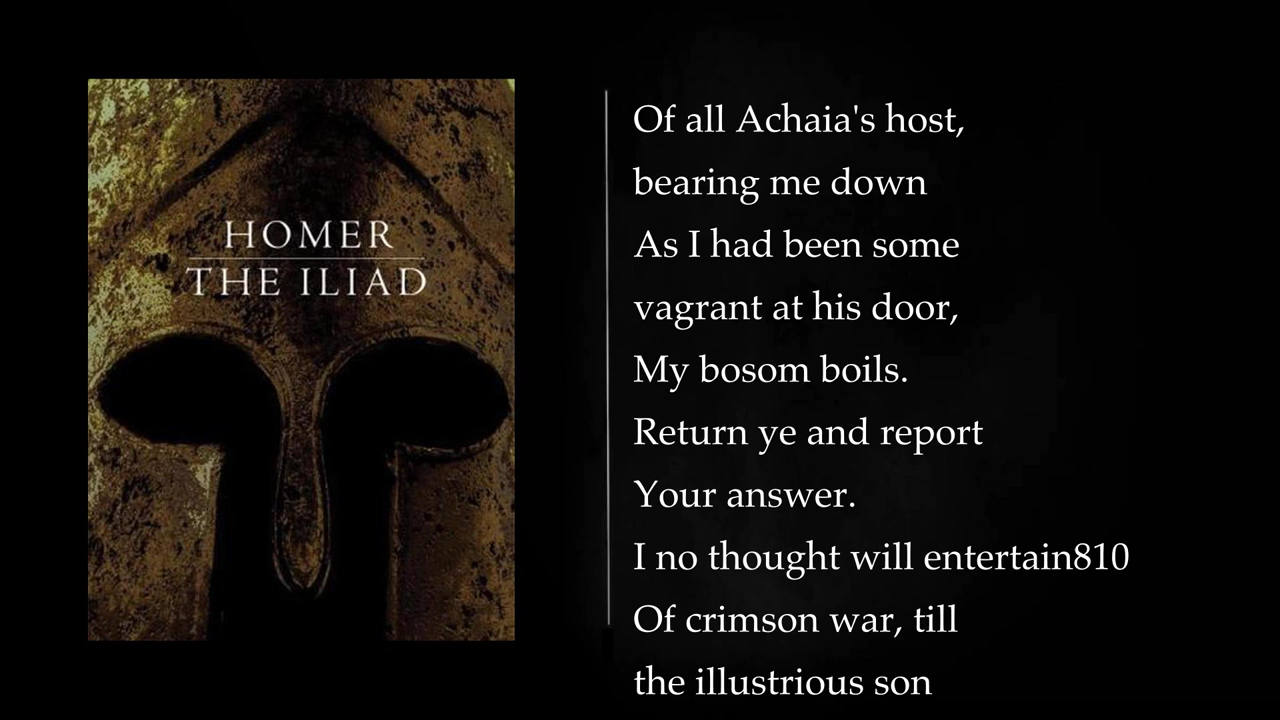 HOMER
THE ILIAD
Of all Achaia's host,
bearing me down
As I had been some
vagrant at his door,
My bosom boils.
Return ye and report
Your answer.
I no thought will entertain810
Of crimson war, till
the illustrious son